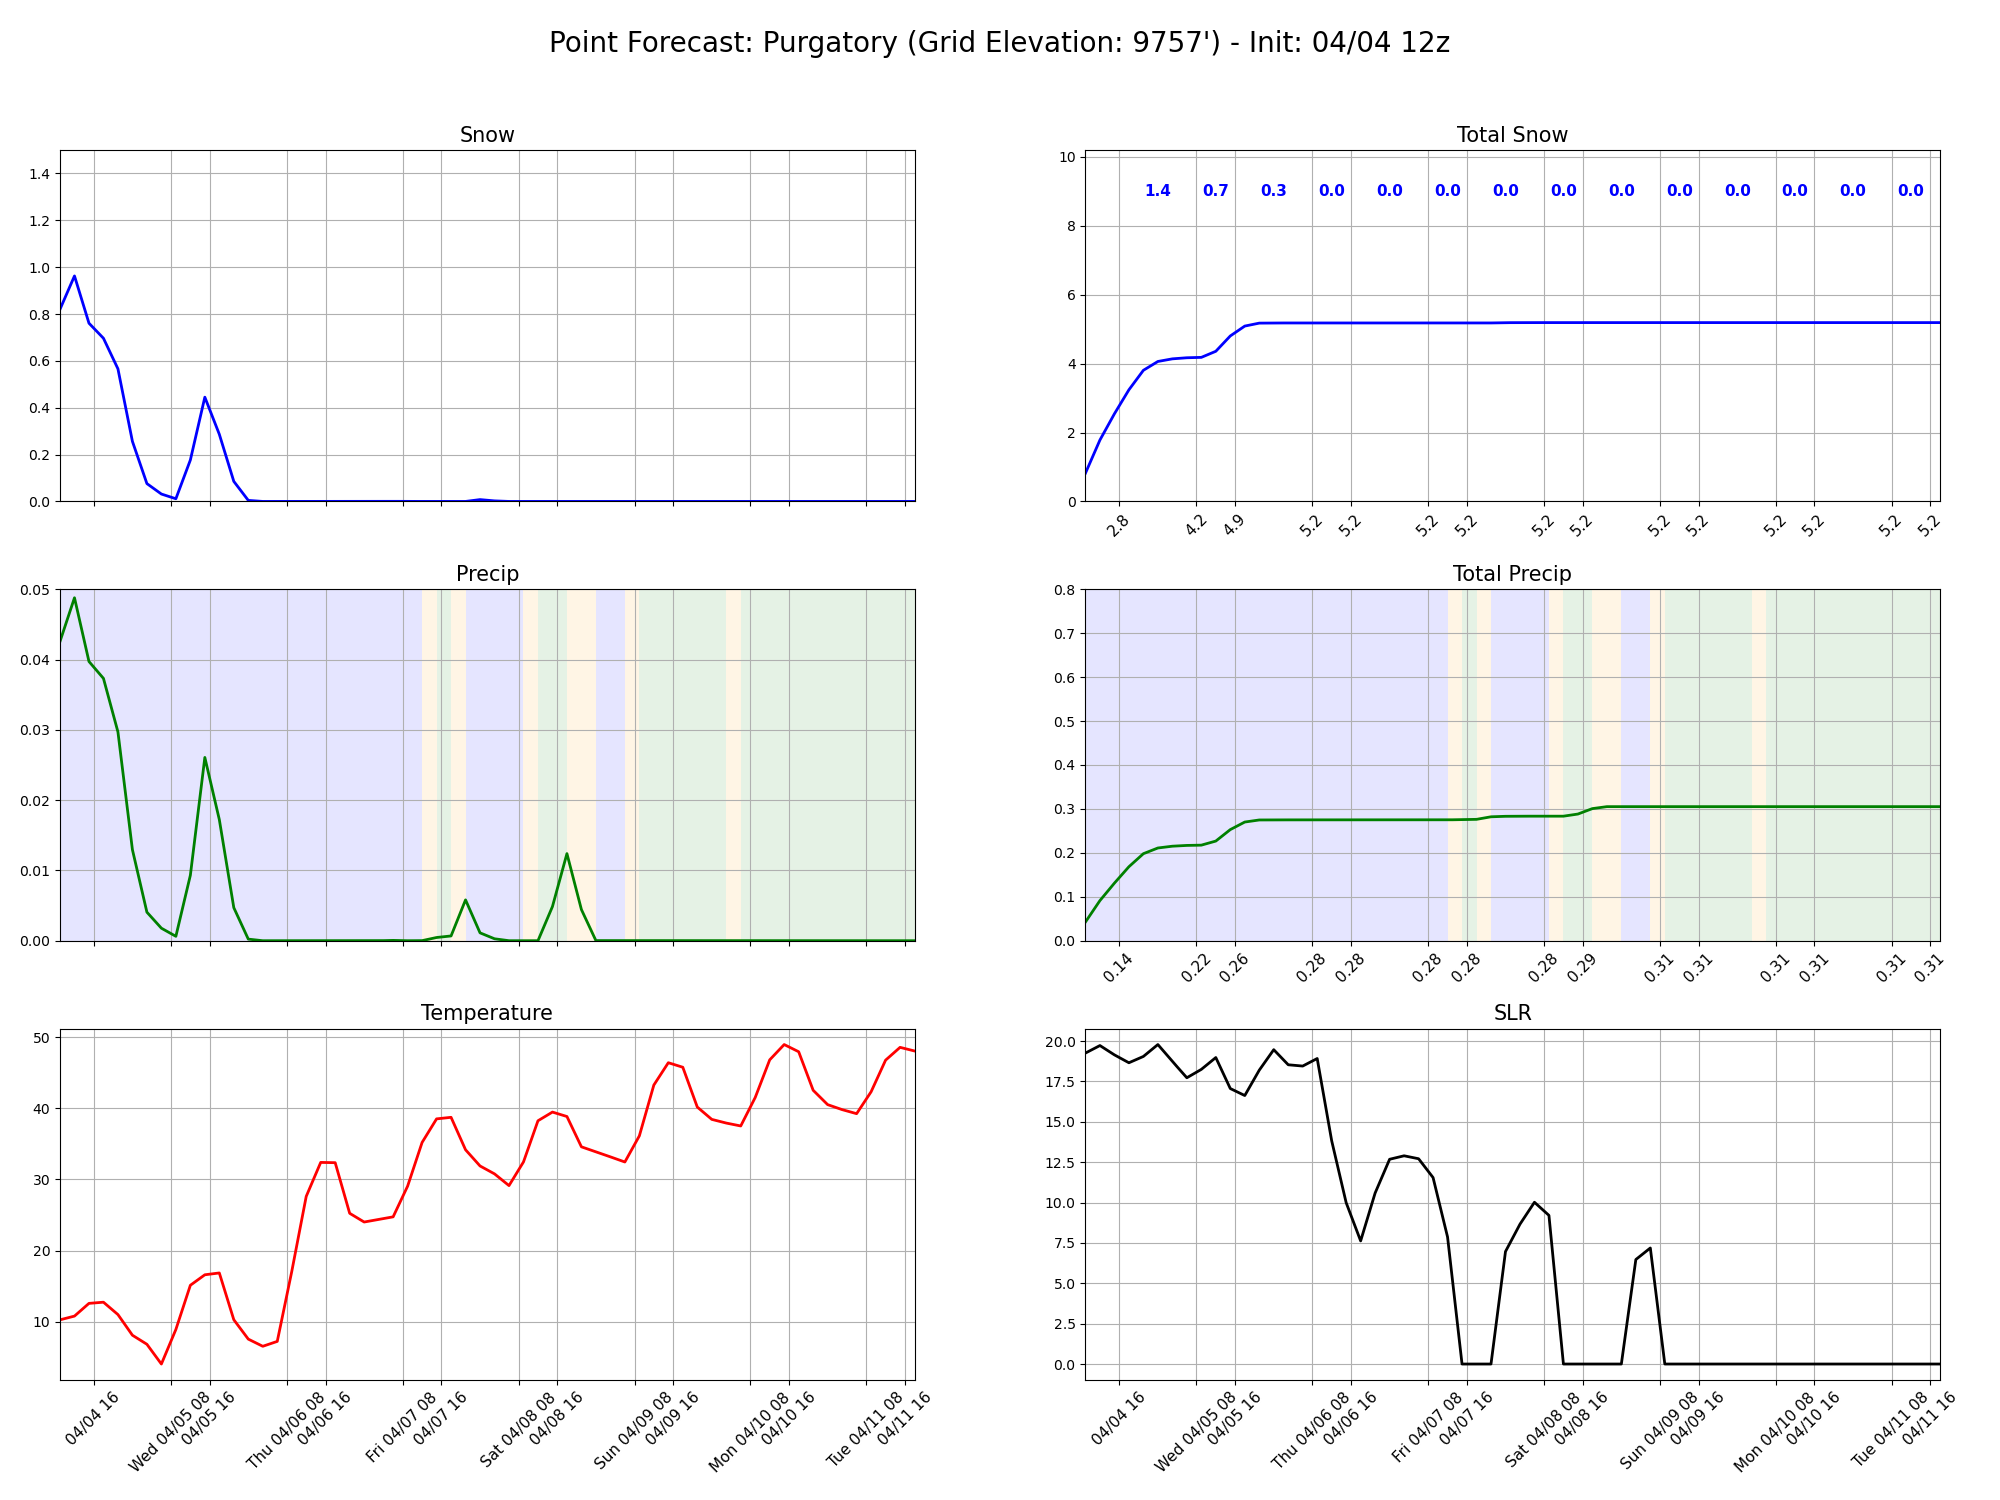 Point Forecast: Purgatory (Grid Elevation: 9757') - Init: 04/04 12z
Snow
1.4
1.2
1.0
0.8
0.6
0.4
0.2
0.0
Total Snow
10
8
6
4
2
0
1.4 0.7 0.3 0.0 0.0 0.0 0.0 0.0 0.0 0.0 0.0 0.0 0.0 0.0
2.8 4.2 4.9 5.2 5.2 5.2 5.2 5.2 5.2 5.2 5.2 5.2 5.2 5.2 5.2
Precip
0.05
0.04
0.03
0.02
0.01
0.00
Total Precip
0.8
0.7
0.6
0.5
0.4
0.3
0.2
0.1
0.0
0.14 0.22 0.26 0.28 0.28 0.28 0.28 0.28 0.29 0.31 0.31 0.31 0.31 0.31 0.31
Temperature
50
40
30
20
10
04/04 16
Wed 04/05 08
04/05 16
Thu 04/06 08
04/06 16
Fri 04/07 08
04/07 16
Sat 04/08 08
04/08 16
Sun 04/09 08
04/09 16
Mon 04/10 08
04/10 16
Tue 04/11 08
04/11 16
SLR
20.0
17.5
15.0
12.5
10.0
7.5
5.0
2.5
0.0
04/04 16
Wed 04/05 08
04/05 16
Thu 04/06 08
04/06 16
Fri 04/07 08
04/07 16
Sat 04/08 08
04/08 16
Sun 04/09 08
04/09 16
Mon 04/10 08
04/10 16
Tue 04/11 08
04/11 16